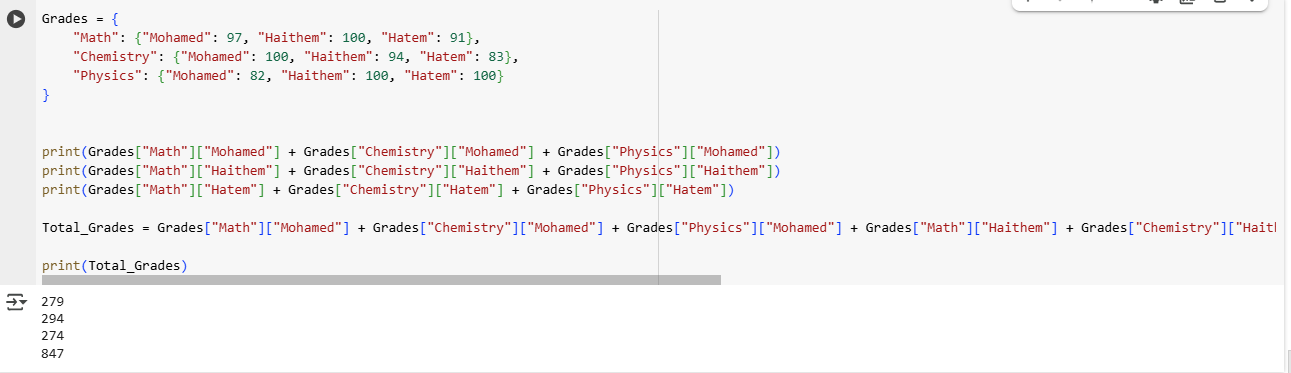 Grades = {
    "Math": {"Mohamed": 97, "Haithem": 100, "Hatem": 91},
    "Chemistry": {"Mohamed": 100, "Haithem": 94, "Hatem": 83},
    "Physics": {"Mohamed": 82, "Haithem": 100, "Hatem": 100}
}
print(Grades["Math"]["Mohamed"] + Grades["Chemistry"]["Mohamed"] + Grades["Physics"]["Mohamed"])
print(Grades["Math"]["Haithem"] + Grades["Chemistry"]["Haithem"] + Grades["Physics"]["Haithem"])
print(Grades["Math"]["Hatem"] + Grades["Chemistry"]["Hatem"] + Grades["Physics"]["Hatem"])
Total_Grades = Grades["Math"]["Mohamed"] + Grades["Chemistry"]["Mohamed"] + Grades["Physics"]["Mohamed"] + Grades["Math"]["Haithem"] + Grades["Chemistry"]["Hait
print(Total_Grades)
279
294
274
847